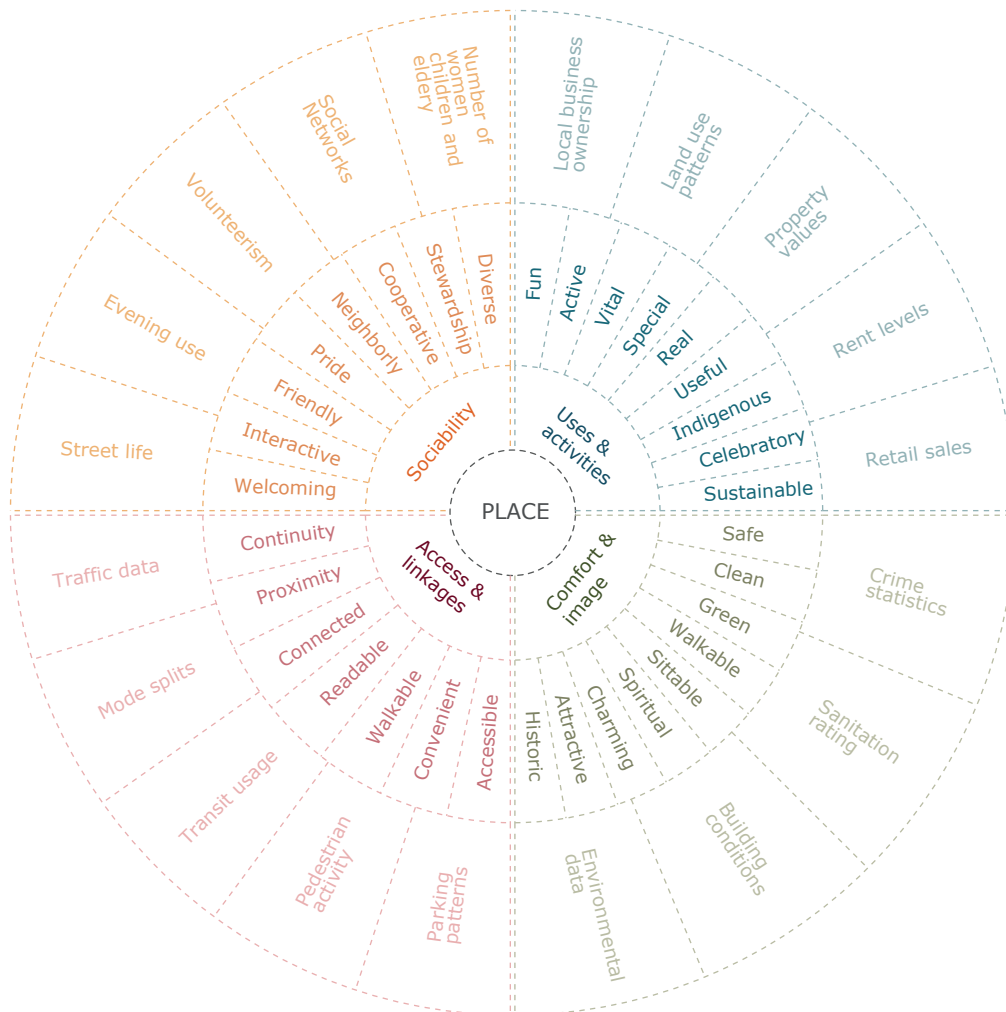 PLACE
Sociability
Uses &
activities
Access &
linkages
Comfort &
image
Welcoming
Interactive
Friendly
Pride
Neighborly
Cooperative
Stewardship
Diverse
Fun
Active
Vital
Special
Real
Useful
Indigenous
Celebratory
Sustainable
Safe
Clean
Green
Walkable
Sittable
Spiritual
Charming
Attractive
Historic
Accessible
Convenient
Walkable
Readable
Connected
Proximity
Continuity
Street life
Evening use
Volunteerism
Social
Networks
Number of
women
children and
eldery
Local business
ownership
Land use
patterns
Property
values
Rent levels
Retail sales
Crime
statistics
Sanitation
rating
Building
conditions
Environmental
data
Parking
patterns
Pedestrian
activity
Transit usage
Mode splits
Traffic data